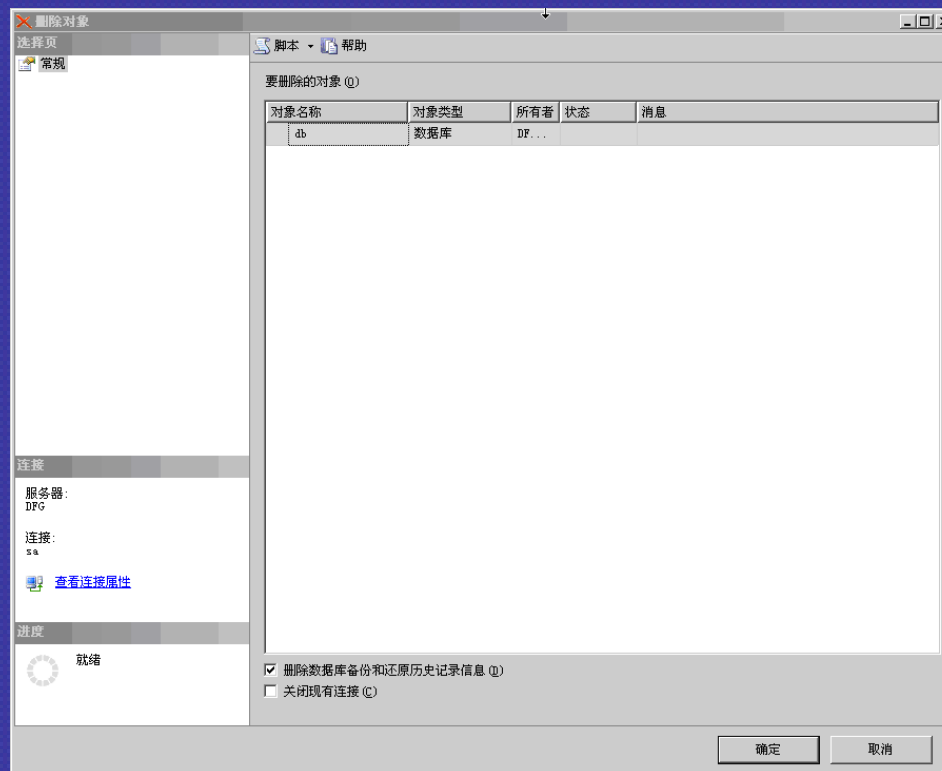 删除对象
选择页
常规
脚本 帮助
要删除的对象(O)
对象名称 对象类型 所有者 状态 消息
db 数据库 DF...
连接
服务器:
DFG
连接:
sa
查看连接属性
进度
就绪
删除数据库备份和还原历史记录信息(D)
关闭现有连接(C)
确定 取消